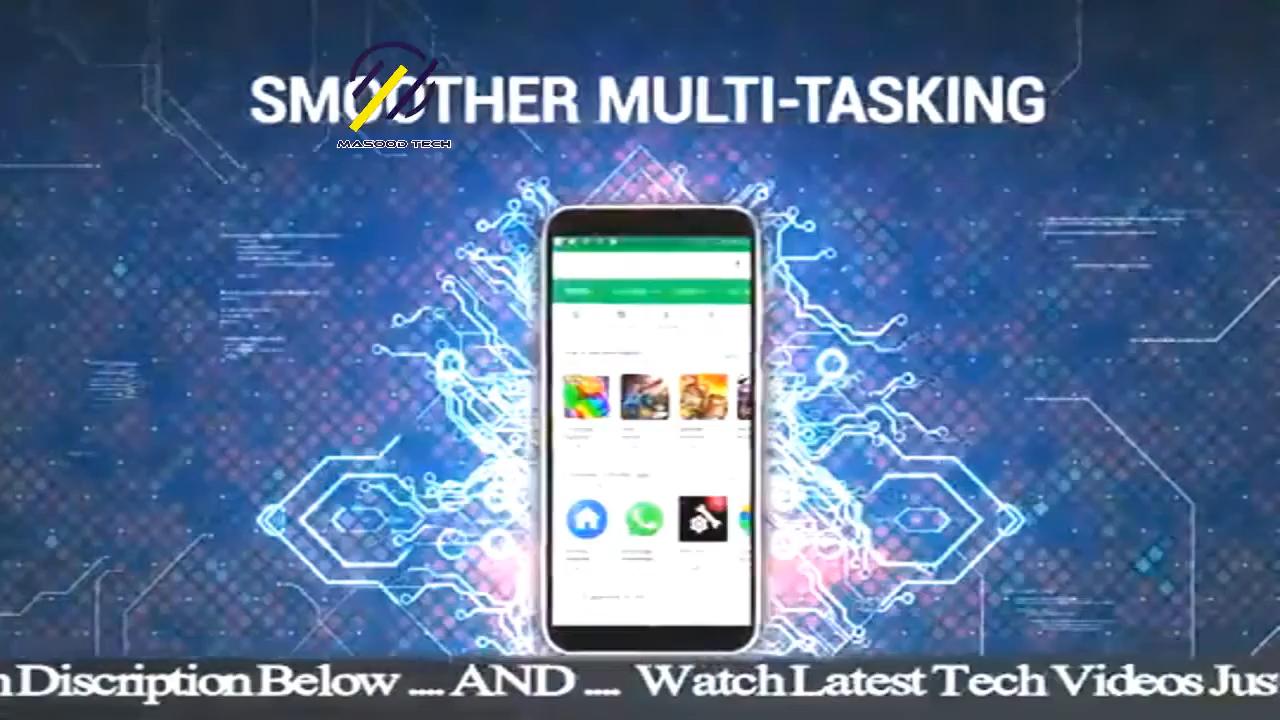 SMOOTHER MULTI-TASKING
MASOOD TECH
n Discription Below .... AND .... Watch Latest Tech Videos Jus